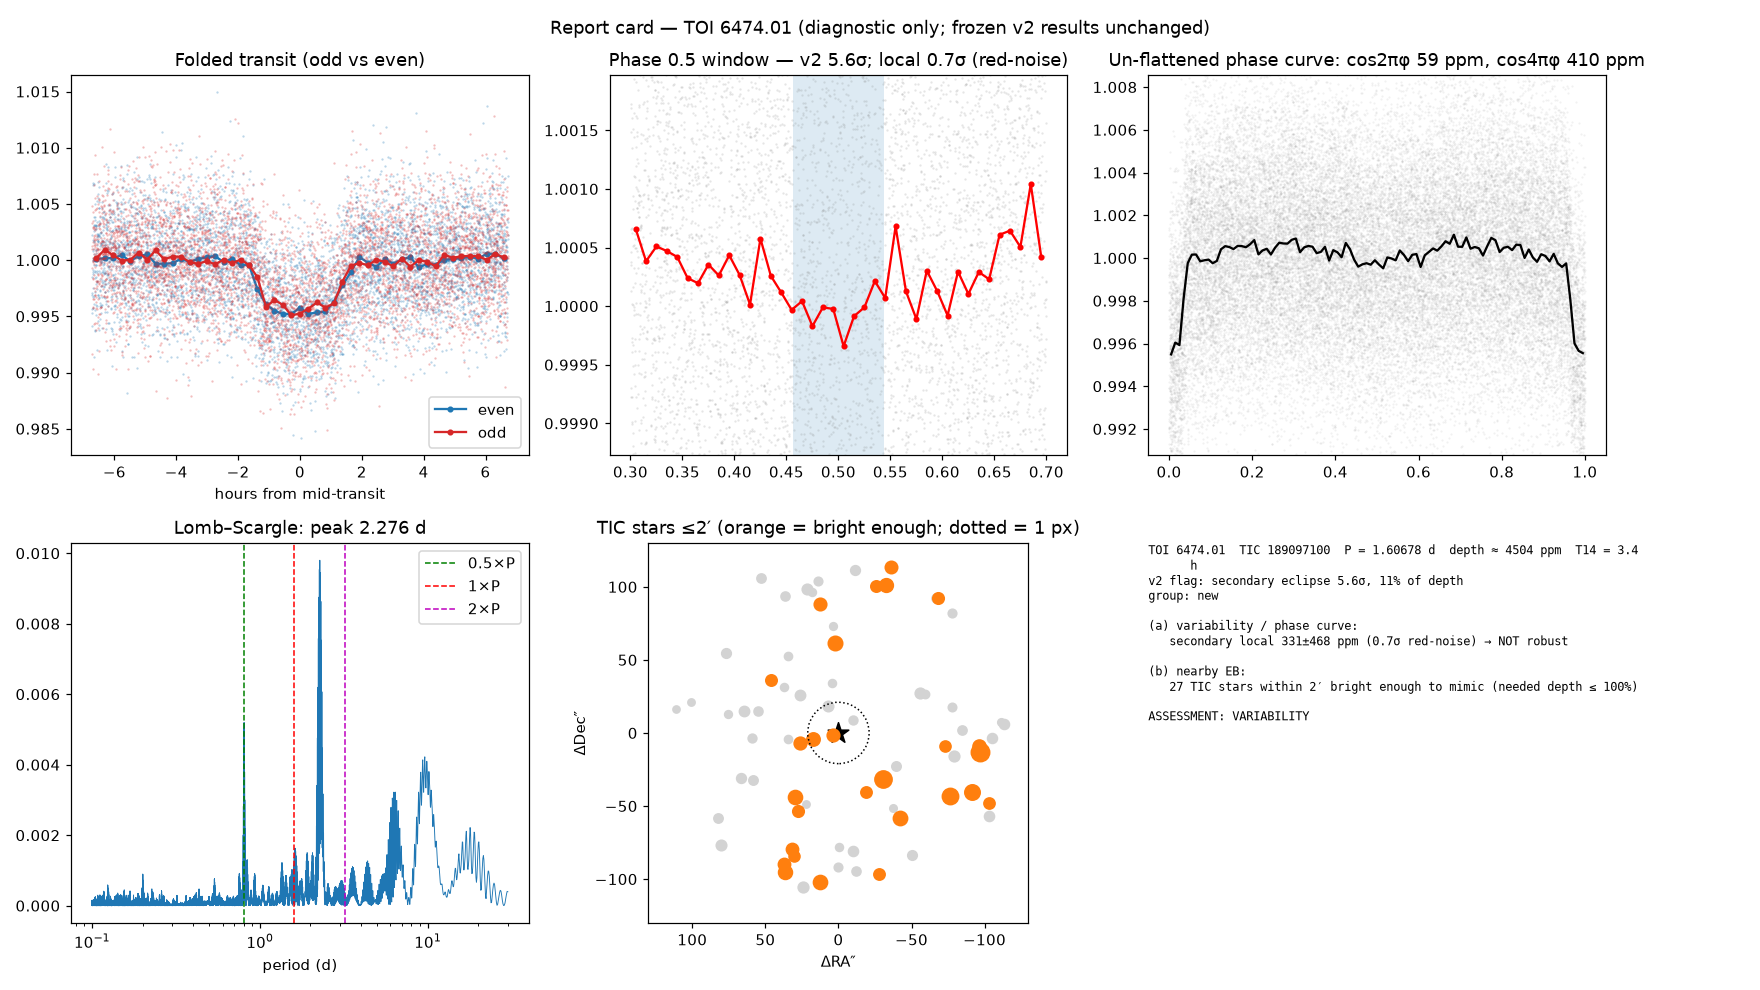 Report card — TOI 6474.01 (diagnostic only; frozen v2 results unchanged)
Folded transit (odd vs even)
1.015
1.010
1.005
1.000
0.995
0.990
0.985
even
odd
−6 −4 −2 0 2 4 6
hours from mid-transit
Phase 0.5 window — v2 5.6σ; local 0.7σ (red-noise)
1.0015
1.0010
1.0005
1.0000
0.9995
0.9990
0.30 0.35 0.40 0.45 0.50 0.55 0.60 0.65 0.70
Un-flattened phase curve: cos2πφ 59 ppm, cos4πφ 410 ppm
1.008
1.006
1.004
1.002
1.000
0.998
0.996
0.994
0.992
0.0 0.2 0.4 0.6 0.8 1.0
Lomb–Scargle: peak 2.276 d
0.010
0.008
0.006
0.004
0.002
0.000
0.5×P
1×P
2×P
10⁻¹ 10⁰ 10¹
period (d)
TIC stars ≤2′ (orange = bright enough; dotted = 1 px)
ΔDec″
100
50
0
−50
−100
100 50 0 −50 −100
ΔRA″
TOI 6474.01  TIC 189097100  P = 1.60678 d  depth ≈ 4504 ppm  T14 = 3.4
h
v2 flag: secondary eclipse 5.6σ, 11% of depth
group: new
(a) variability / phase curve:
secondary local 331±468 ppm (0.7σ red-noise) → NOT robust
(b) nearby EB:
27 TIC stars within 2′ bright enough to mimic (needed depth ≤ 100%)
ASSESSMENT: VARIABILITY